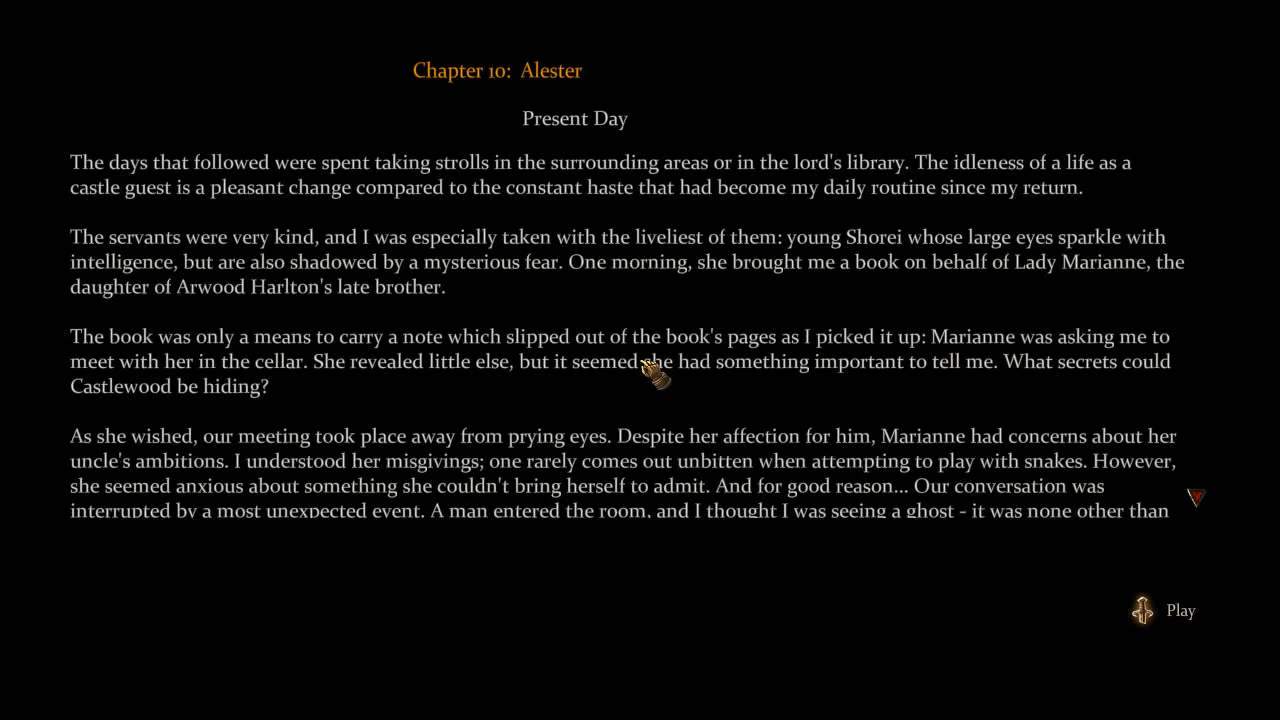 Chapter 10: Alester
Present Day
The days that followed were spent taking strolls in the surrounding areas or in the lord's library. The idleness of a life as a
castle guest is a pleasant change compared to the constant haste that had become my daily routine since my return.
The servants were very kind, and I was especially taken with the liveliest of them: young Shorei whose large eyes sparkle with
intelligence, but are also shadowed by a mysterious fear. One morning, she brought me a book on behalf of Lady Marianne, the
daughter of Arwood Harlton's late brother.
The book was only a means to carry a note which slipped out of the book's pages as I picked it up: Marianne was asking me to
meet with her in the cellar. She revealed little else, but it seemed she had something important to tell me. What secrets could
Castlewood be hiding?
As she wished, our meeting took place away from prying eyes. Despite her affection for him, Marianne had concerns about her
uncle's ambitions. I understood her misgivings; one rarely comes out unbitten when attempting to play with snakes. However,
she seemed anxious about something she couldn't bring herself to admit. And for good reason... Our conversation was
interrupted by a most unexpected event. A man entered the room, and I thought I was seeing a ghost - it was none other than
Play